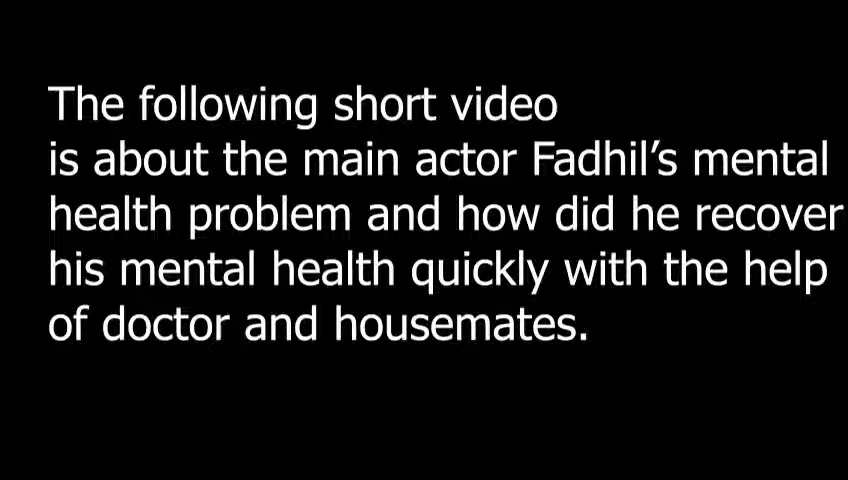 The following short video
is about the main actor Fadhil’s mental
health problem and how did he recover
his mental health quickly with the help
of doctor and housemates.